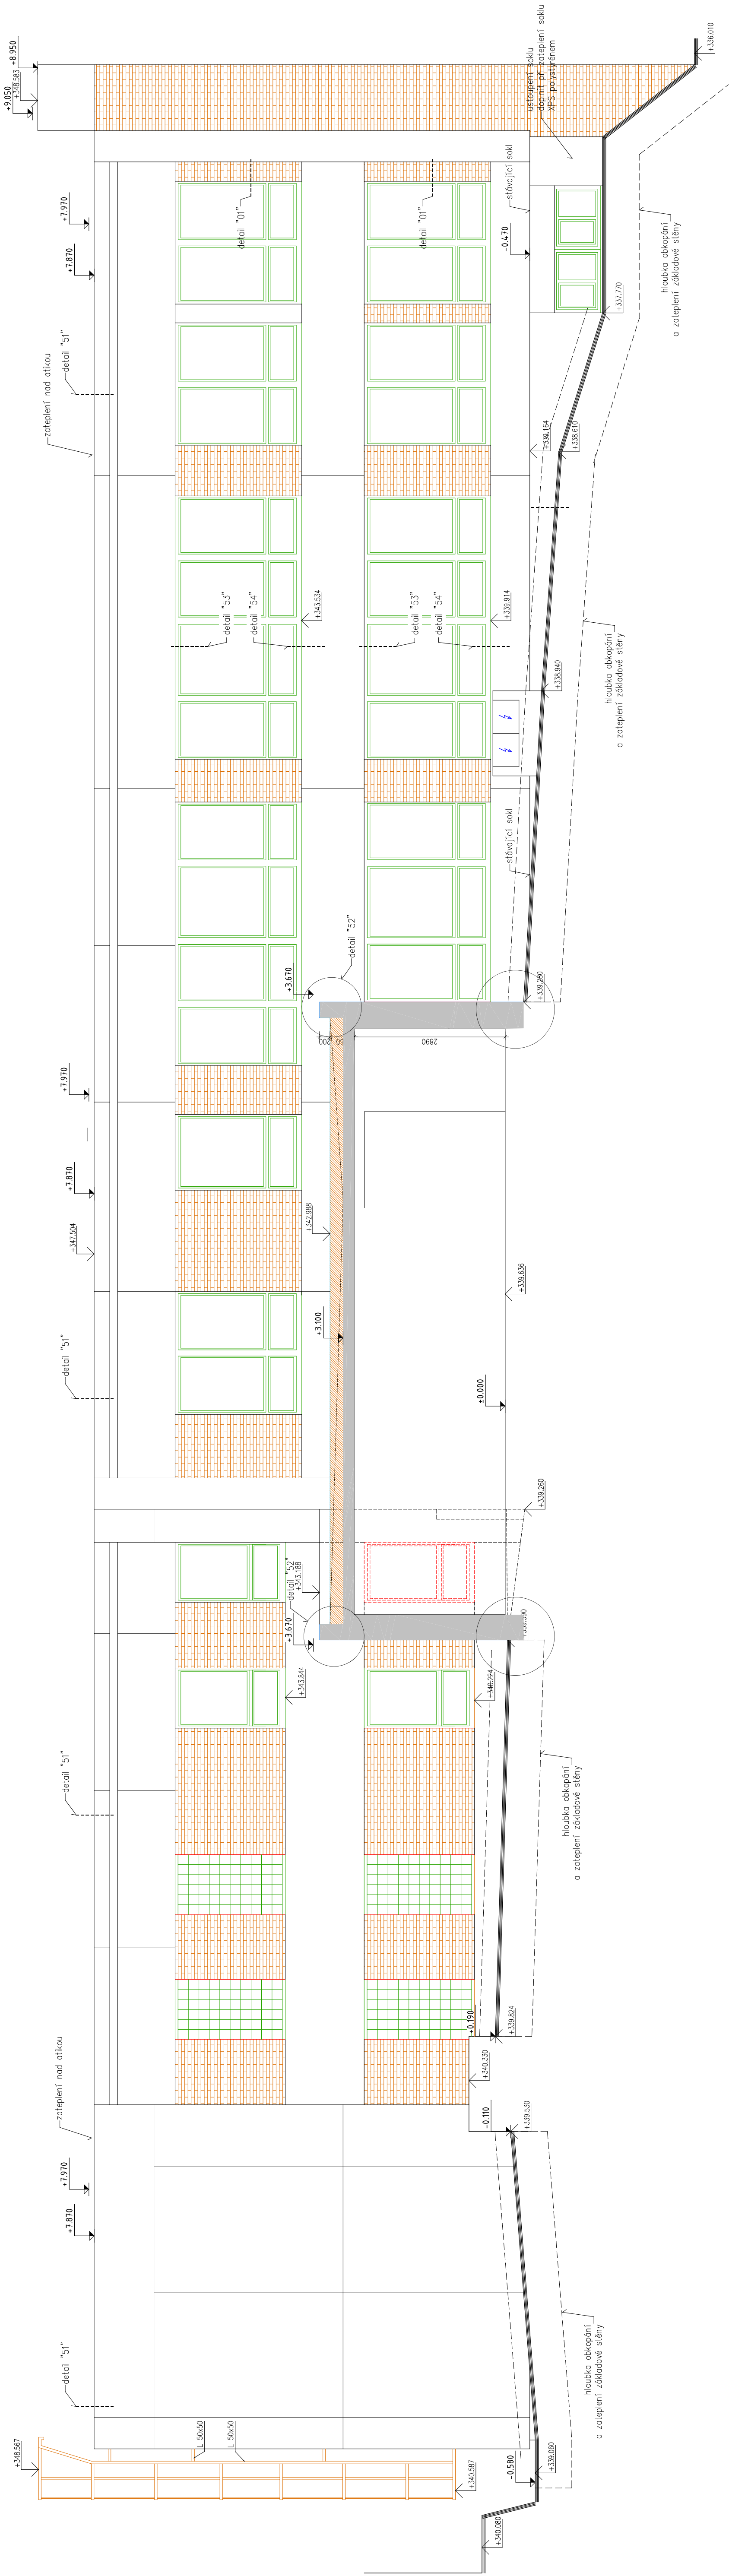 +348.567
+340.587
L 50x50
L 50x50
detail "51"
+7.870
+7.970
zateplení nad atikou
-0.580
+339.060
+340.080
hloubka obkopání
a zateplení základové stěny
-0.110
+339.530
+340.330
+0.190
+339.824
detail "51"
hloubka obkopání
a zateplení základové stěny
+343.844
+340.224
+3.670
detail "52"
+343.188
+339.260
detail "51"
±0.000
+339.636
+3.100
+342.988
+347.504
+7.870
+7.970
200
2890
+3.670
detail "52"
+339.280
stávající sokl
hloubka obkopání
a zateplení základové stěny
+338.940
detail "53"
detail "54"
+343.534
detail "53"
detail "54"
+339.914
zateplení nad atikou
detail "51"
+339.164
+338.610
+7.870
+7.970
detail "01"
detail "01"
-0.470
stávající sokl
+337.770
hloubka obkopání
a zateplení základové stěny
ustoupení soklu
doplnit při zateplení soklu
XPS polystyrénem
+9.050
+348.583
+8.950
+336.010